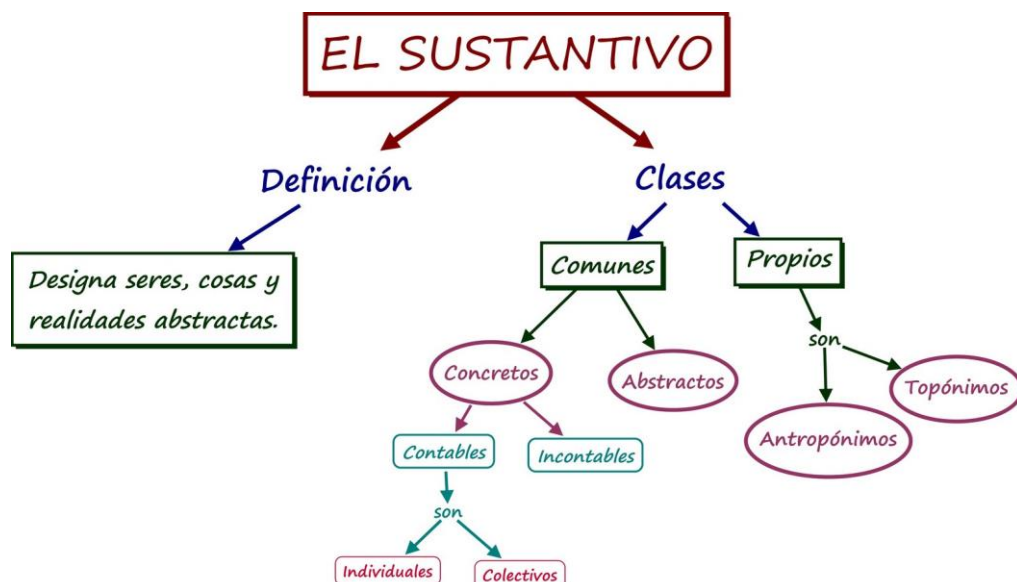 EL SUSTANTIVO
Definición
Clases
Designa seres, cosas y
realidades abstractas.
Comunes
Propios
son
Concretos
Abstractos
Topónimos
Antropónimos
Contables
Incontables
son
Individuales
Colectivos